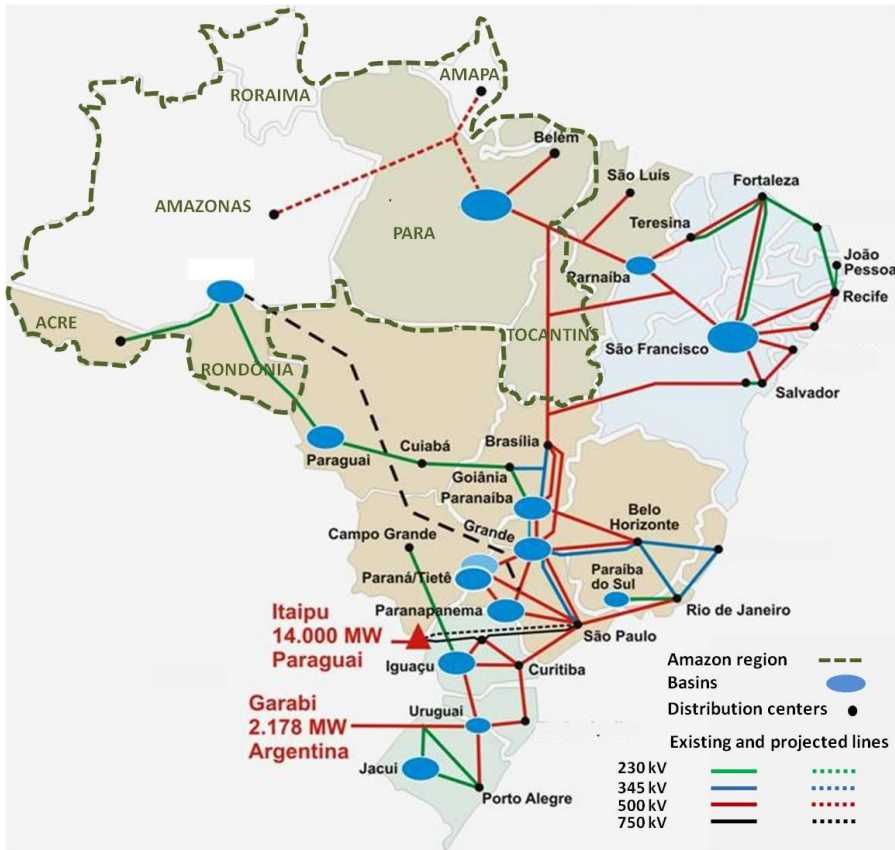 AMAPA
RORAIMA
Belém
São Luís
Fortaleza
AMAZONAS
Teresina
PARA
João
Pessoa
Parnaíba
Recife
ACRE
TOCANTINS
São Francisco
RONDÔNIA
Salvador
Brasília
Cuiabá
Paraguai
Goiânia
Paranaíba
Belo
Horizonte
Campo Grande
Grande
Paraíba
do Sul
Paraná/Tietê
Paranapanema
Rio de Janeiro
Itaipu
14.000 MW
Paraguai
São Paulo
Iguaçu
Curitiba
Garabi
2.178 MW
Argentina
Uruguai
Jacui
Porto Alegre
Amazon region
Basins
Distribution centers
Existing and projected lines
230 kV
345 kV
500 kV
750 kV